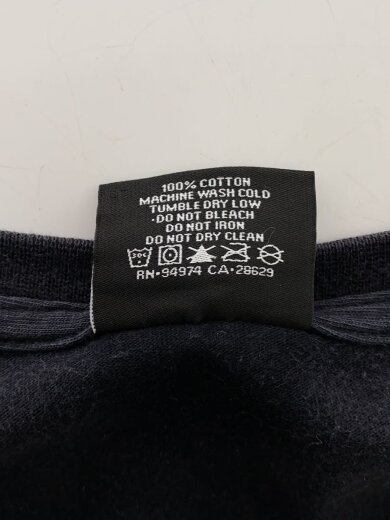 100% COTTON
MACHINE WASH COLD
TUMBLE DRY LOW
·DO NOT BLEACH
DO NOT IRON
DO NOT DRY CLEAN
30C
RN·94974 CA·28629